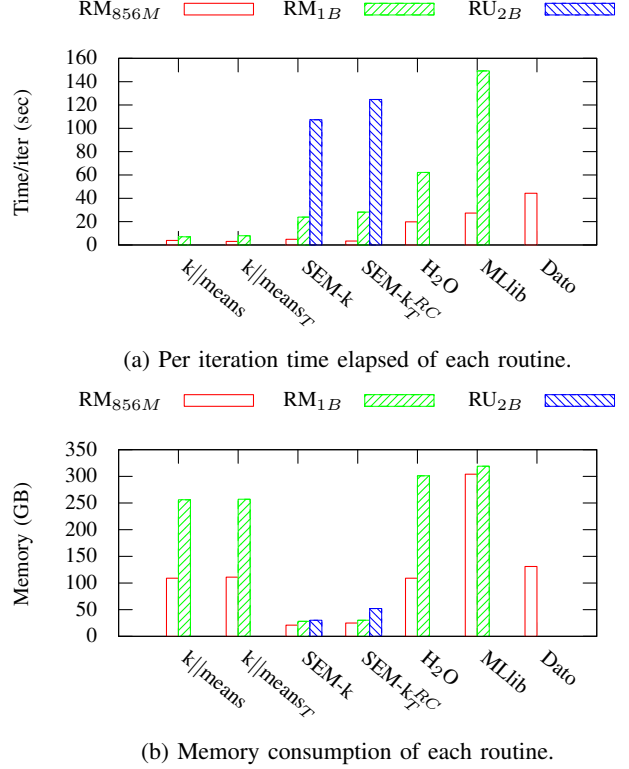 RM856M RM1B RU2B
160
140
120
100
80
60
40
20
0
Time/iter (sec)
k||means k||meansT SEM-k SEM-kTRC H2O MLlib Dato
(a) Per iteration time elapsed of each routine.
RM856M RM1B RU2B
350
300
250
200
150
100
50
0
Memory (GB)
k||means k||meansT SEM-k SEM-kTRC H2O MLlib Dato
(b) Memory consumption of each routine.